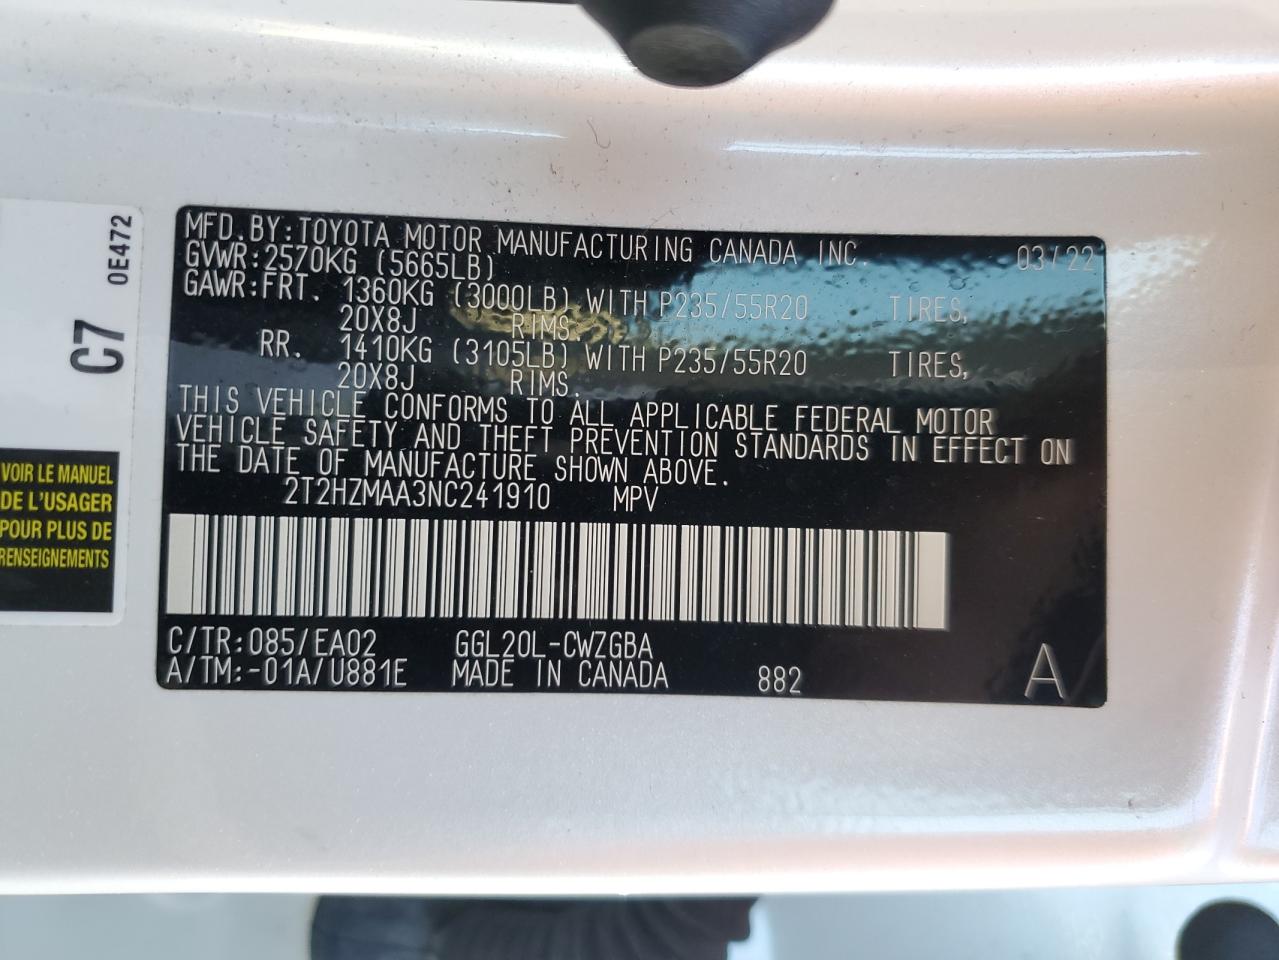 0E472
C7
VOIR LE MANUEL
DE L'USAGER
POUR PLUS DE
RENSEIGNEMENTS
MFD.BY:TOYOTA MOTOR MANUFACTURING CANADA INC. 03/22
GVWR:2570KG (5665LB)
GAWR:FRT. 1360KG (3000LB) WITH P235/55R20 TIRES,
20X8J RIMS,
RR. 1410KG (3105LB) WITH P235/55R20 TIRES,
20X8J RIMS.
THIS VEHICLE CONFORMS TO ALL APPLICABLE FEDERAL MOTOR
VEHICLE SAFETY AND THEFT PREVENTION STANDARDS IN EFFECT ON
THE DATE OF MANUFACTURE SHOWN ABOVE.
2T2HZMAA3NC241910 MPV
C/TR:085/EA02 GGL20L-CWZGBA
A/TM:-01A/U881E MADE IN CANADA 882 A